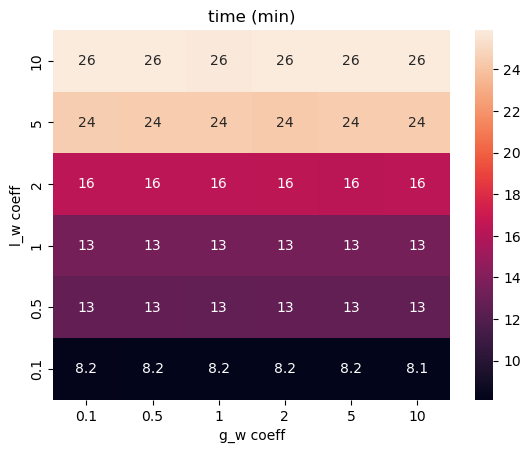 time (min)
10 26 26 26 26 26 26
5 24 24 24 24 24 24
2 16 16 16 16 16 16
1 13 13 13 13 13 13
0.5 13 13 13 13 13 13
0.1 8.2 8.2 8.2 8.2 8.2 8.1
0.1 0.5 1 2 5 10
l_w coeff
g_w coeff
24
22
20
18
16
14
12
10